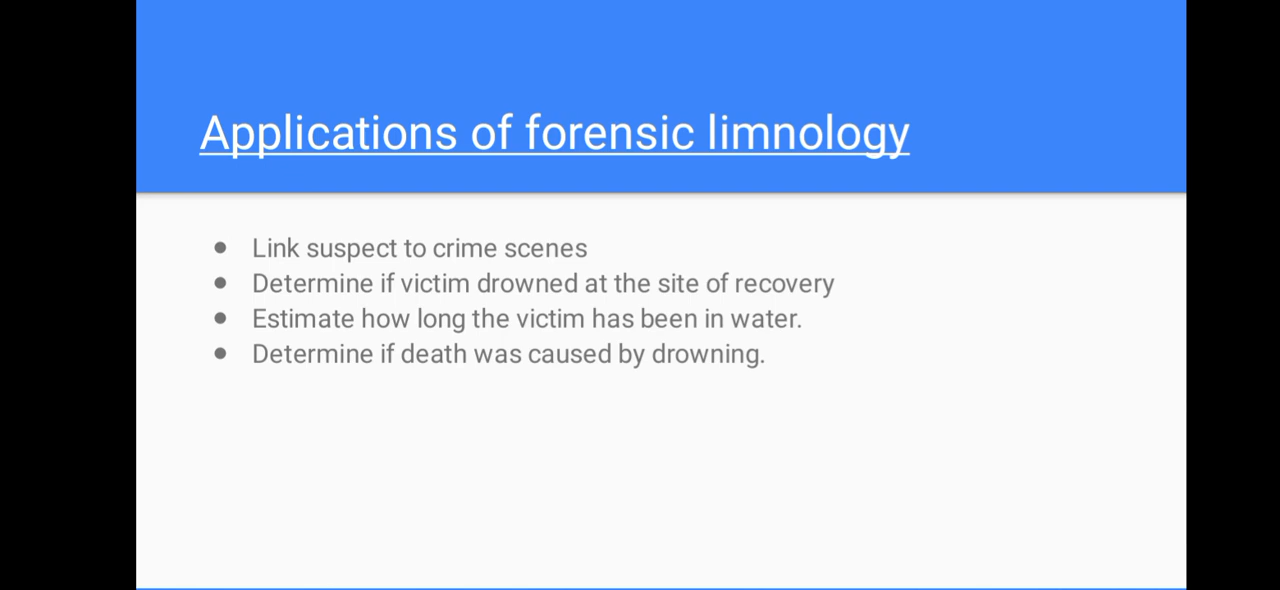 Applications of forensic limnology
● Link suspect to crime scenes
● Determine if victim drowned at the site of recovery
● Estimate how long the victim has been in water.
● Determine if death was caused by drowning.